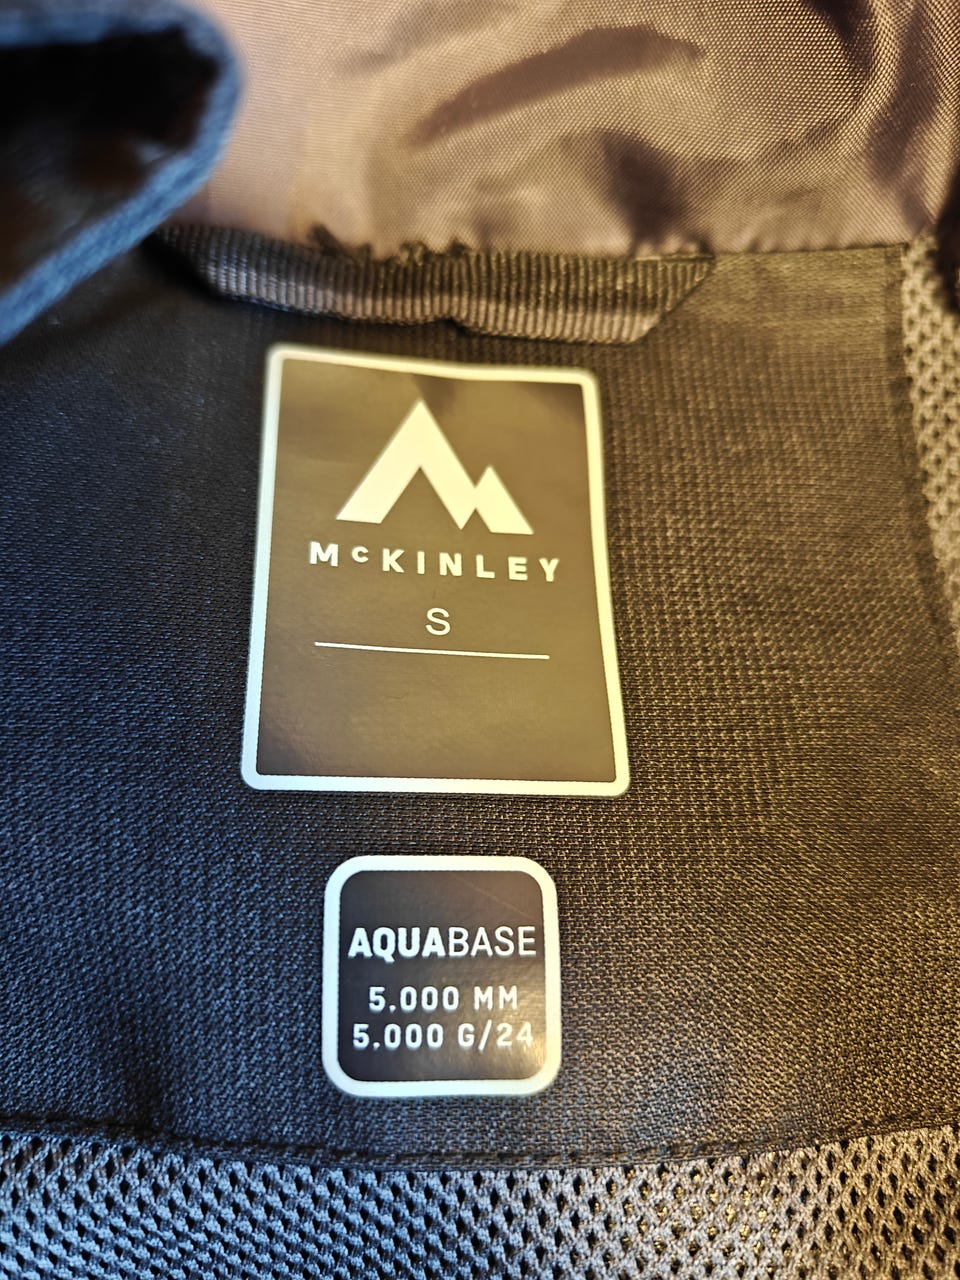 McKINLEY
S
AQUABASE
5.000 MM
5.000 G/24